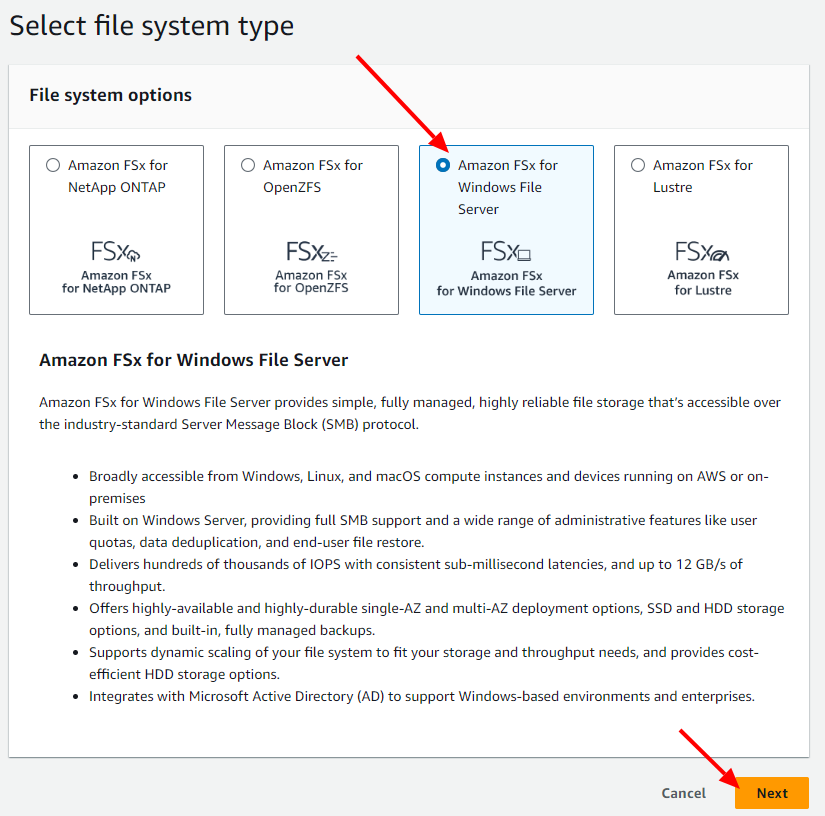 Select file system type
File system options
Amazon FSx for
NetApp ONTAP
FSx
Amazon FSx
for NetApp ONTAP
Amazon FSx for
OpenZFS
FSx
Amazon FSx
for OpenZFS
Amazon FSx for
Windows File
Server
FSx
Amazon FSx
for Windows File Server
Amazon FSx for
Lustre
FSx
Amazon FSx
for Lustre
Amazon FSx for Windows File Server
Amazon FSx for Windows File Server provides simple, fully managed, highly reliable file storage that’s accessible over
the industry-standard Server Message Block (SMB) protocol.
• Broadly accessible from Windows, Linux, and macOS compute instances and devices running on AWS or on-
premises
• Built on Windows Server, providing full SMB support and a wide range of administrative features like user
quotas, data deduplication, and end-user file restore.
• Delivers hundreds of thousands of IOPS with consistent sub-millisecond latencies, and up to 12 GB/s of
throughput.
• Offers highly-available and highly-durable single-AZ and multi-AZ deployment options, SSD and HDD storage
options, and built-in, fully managed backups.
• Supports dynamic scaling of your file system to fit your storage and throughput needs, and provides cost-
efficient HDD storage options.
• Integrates with Microsoft Active Directory (AD) to support Windows-based environments and enterprises.
Cancel
Next